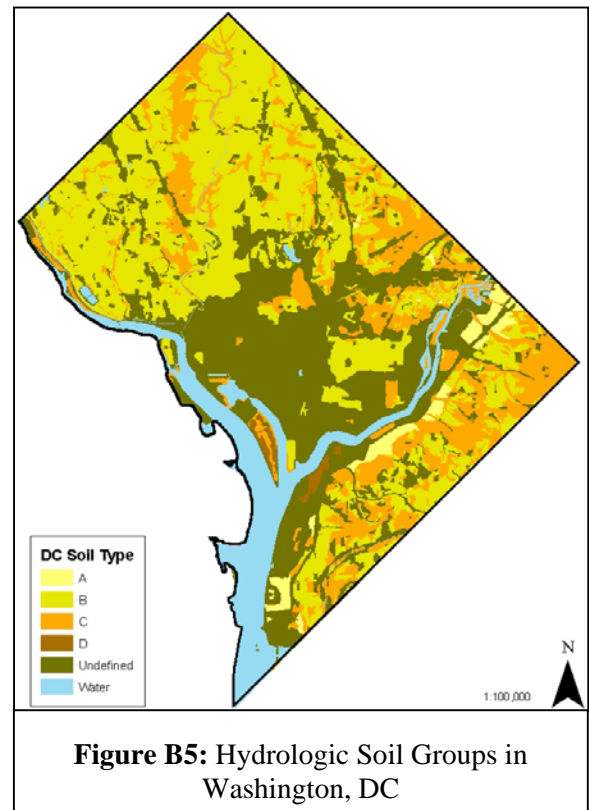 DC Soil Type
A
B
C
D
Undefined
Water
N
1:100,000
Figure B5: Hydrologic Soil Groups in
Washington, DC